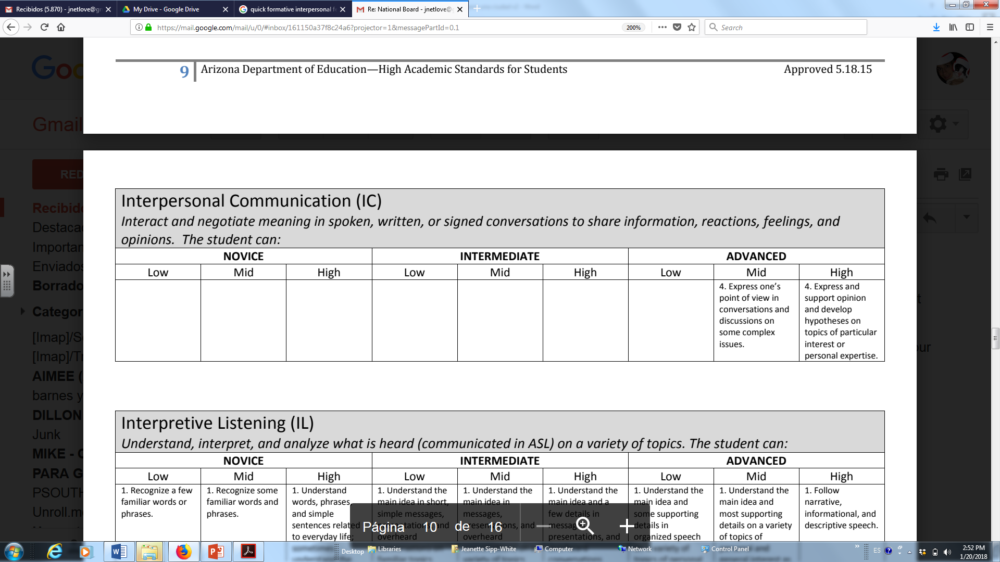 Recibidos (5.870) - jnetlove@gm
My Drive - Google Drive
quick formative interpersonal f
Re: National Board - jnetlove@g
https://mail.google.com/mail/u/0/#inbox/161150a37f8c24a6?projector=1&messagePartId=0.1
200%
Search
9
Arizona Department of Education—High Academic Standards for Students
Approved 5.18.15
Goo
Gmail
RED
Recibido
Destacad
Importan
Enviados
Borrado
Categor
[Imap]/S
[Imap]/T
AIMEE (
barnes y
DILLON
Junk
MIKE - C
PARA G
PSOUTH
Unroll.m
Interpersonal Communication (IC)
Interact and negotiate meaning in spoken, written, or signed conversations to share information, reactions, feelings, and
opinions.  The student can:
NOVICE INTERMEDIATE ADVANCED
Low Mid High Low Mid High Low Mid High
4. Express one’s
point of view in
conversations and
discussions on
some complex
issues.
4. Express and
support opinion
and develop
hypotheses on
topics of particular
interest or
personal expertise.
Interpretive Listening (IL)
Understand, interpret, and analyze what is heard (communicated in ASL) on a variety of topics. The student can:
NOVICE INTERMEDIATE ADVANCED
Low Mid High Low Mid High Low Mid High
1. Recognize a few
familiar words or
phrases.
1. Recognize some
familiar words and
phrases.
1. Understand
words, phrases,
and simple
sentences related
to everyday life;
1. Understand the
main idea in short,
simple messages,
presentations, and
overheard
1. Understand the
main idea in
messages,
presentations, and
overheard
1. Understand the
main idea and a
few details in
messages,
presentations, and
1. Understand the
main idea and
some supporting
details in
organized speech
1. Understand the
main idea and
most supporting
details on a variety
of topics of
1. Follow
narrative,
informational, and
descriptive speech.
Página 10 de 16
Desktop
Libraries
Jeanette Sipp-White
Computer
Network
Control Panel
ES
2:52 PM
1/20/2018